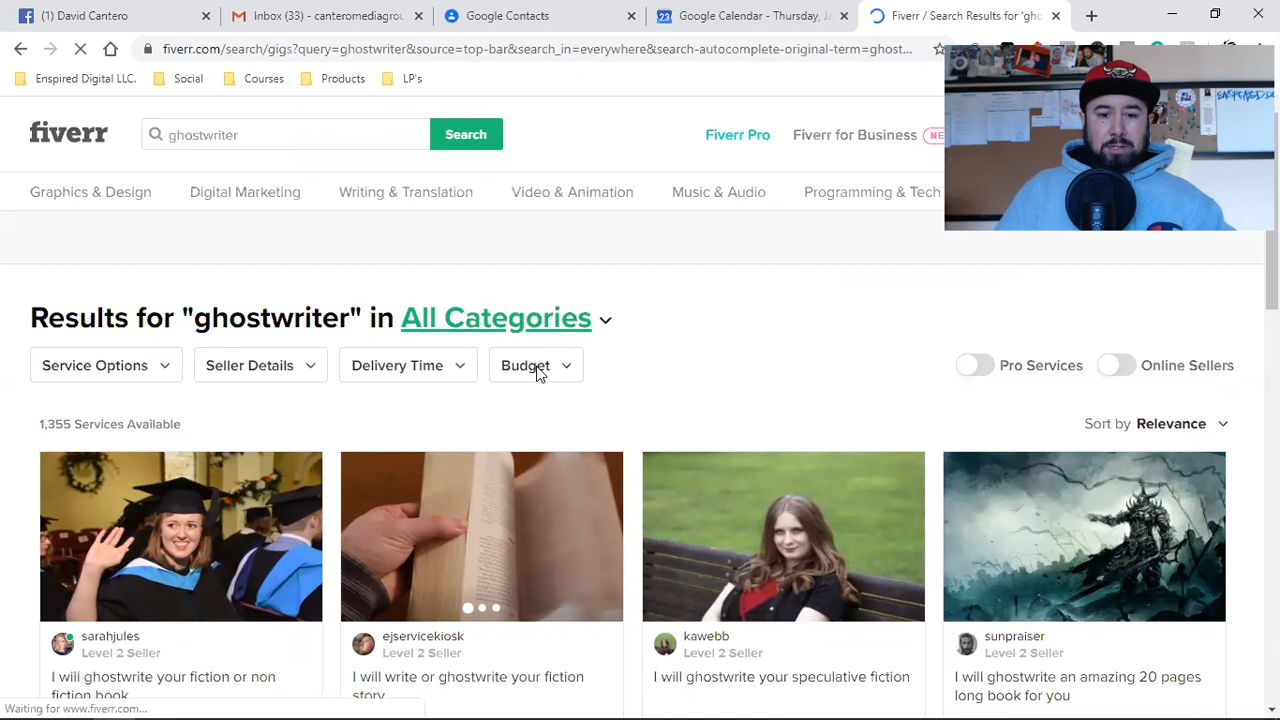 (1) David Cantero
Inbox (33) - canteromediagr
Google Contacts
Google Calendar - Thursday, J
Fiverr / Search Results for 'gh
fiverr.com/search/gigs?query=
writer&source=top-bar&search_in=everywhere&search-autocomplete-original-term=ghost...
Enspired Digital LLC.
Social
Courses
Products
LP's
fiverr
ghostwriter
Search
Fiverr Pro
Fiverr for Business
NE
Graphics & Design
Digital Marketing
Writing & Translation
Video & Animation
Music & Audio
Programming & Tech
Results for "ghostwriter" in All Categories
Service Options
Seller Details
Delivery Time
Budget
Pro Services
Online Sellers
1,355 Services Available
Sort by Relevance
sarahjules
Level 2 Seller
I will ghostwrite your fiction or non
fiction book
ejservicekiosk
Level 2 Seller
I will write or ghostwrite your fiction
story
kawebb
Level 2 Seller
I will ghostwrite your speculative fiction
sunpraiser
Level 2 Seller
I will ghostwrite an amazing 20 pages
long book for you
Waiting for www.fiverr.com...